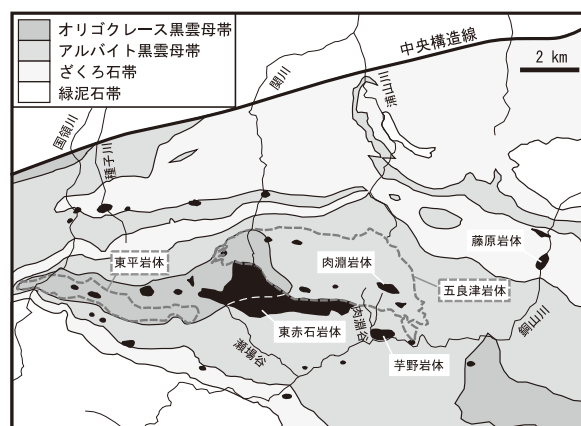 オリゴクレース黒雲母帯
アルバイト黒雲母帯
ざくろ石帯
緑泥石帯
中央構造線
2 km
関川
浦山川
国領川
種子川
東平岩体
肉淵岩体
藤原岩体
五良津岩体
東赤石岩体
肉淵谷
瀬場谷
芋野岩体
銅山川